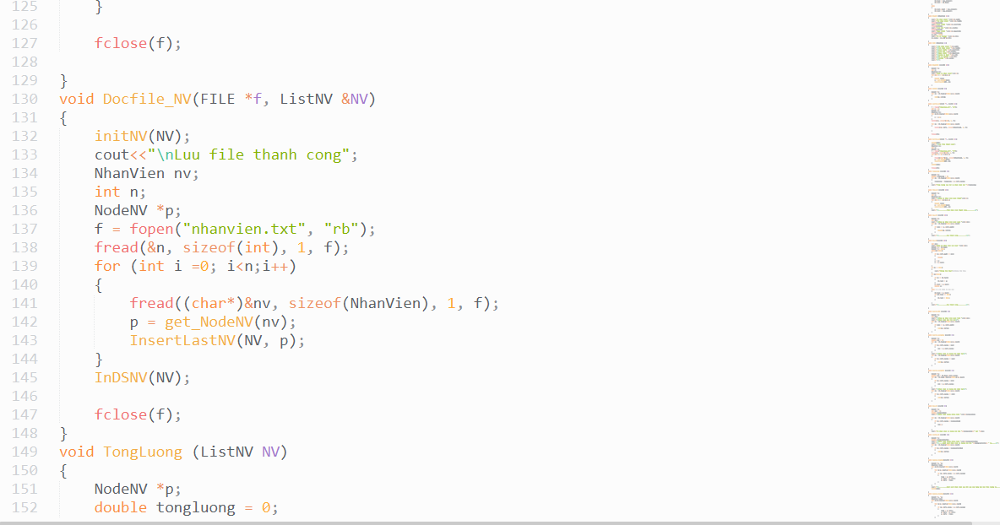 125 }
126
127 fclose(f);
128
129 }
130 void Docfile_NV(FILE *f, ListNV &NV)
131 {
132 initNV(NV);
133 cout<<"\nLuu file thanh cong";
134 NhanVien nv;
135 int n;
136 NodeNV *p;
137 f = fopen("nhanvien.txt", "rb");
138 fread(&n, sizeof(int), 1, f);
139 for (int i =0; i<n;i++)
140 {
141 fread((char*)&nv, sizeof(NhanVien), 1, f);
142 p = get_NodeNV(nv);
143 InsertLastNV(NV, p);
144 }
145 InDSNV(NV);
146
147 fclose(f);
148 }
149 void TongLuong (ListNV NV)
150 {
151 NodeNV *p;
152 double tongluong = 0;